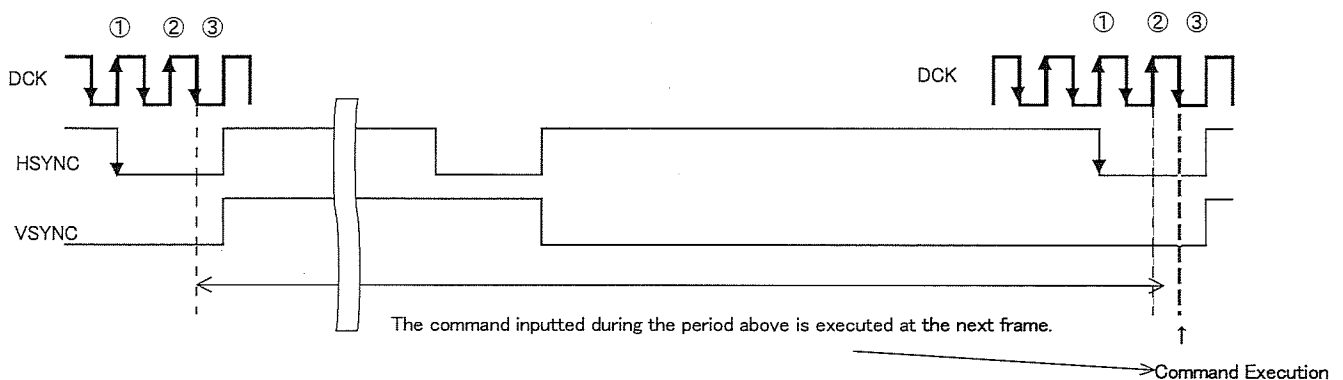 ① ② ③ ① ② ③
DCK DCK
HSYNC
VSYNC
The command inputted during the period above is executed at the next frame.
↑
Command Execution